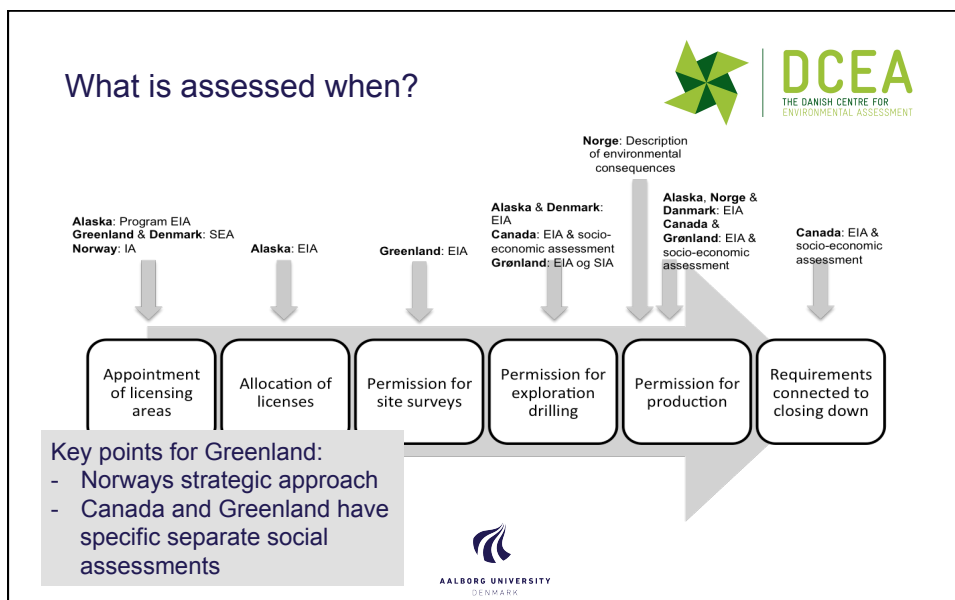 What is assessed when?
DCEA
THE DANISH CENTRE FOR
ENVIRONMENTAL ASSESSMENT
Alaska: Program EIA
Greenland & Denmark: SEA
Norway: IA
Alaska: EIA
Greenland: EIA
Alaska & Denmark:
EIA
Canada: EIA & socio-
economic assessment
Grønland: EIA og SIA
Norge: Description
of environmental
consequences
Alaska, Norge &
Danmark: EIA
Canada &
Grønland: EIA &
socio-economic
assessment
Canada: EIA &
socio-economic
assessment
Appointment
of licensing
areas
Allocation of
licenses
Permission for
site surveys
Permission for
exploration
drilling
Permission for
production
Requirements
connected to
closing down
Key points for Greenland:
- Norways strategic approach
- Canada and Greenland have
specific separate social
assessments
AALBORG UNIVERSITY
DENMARK